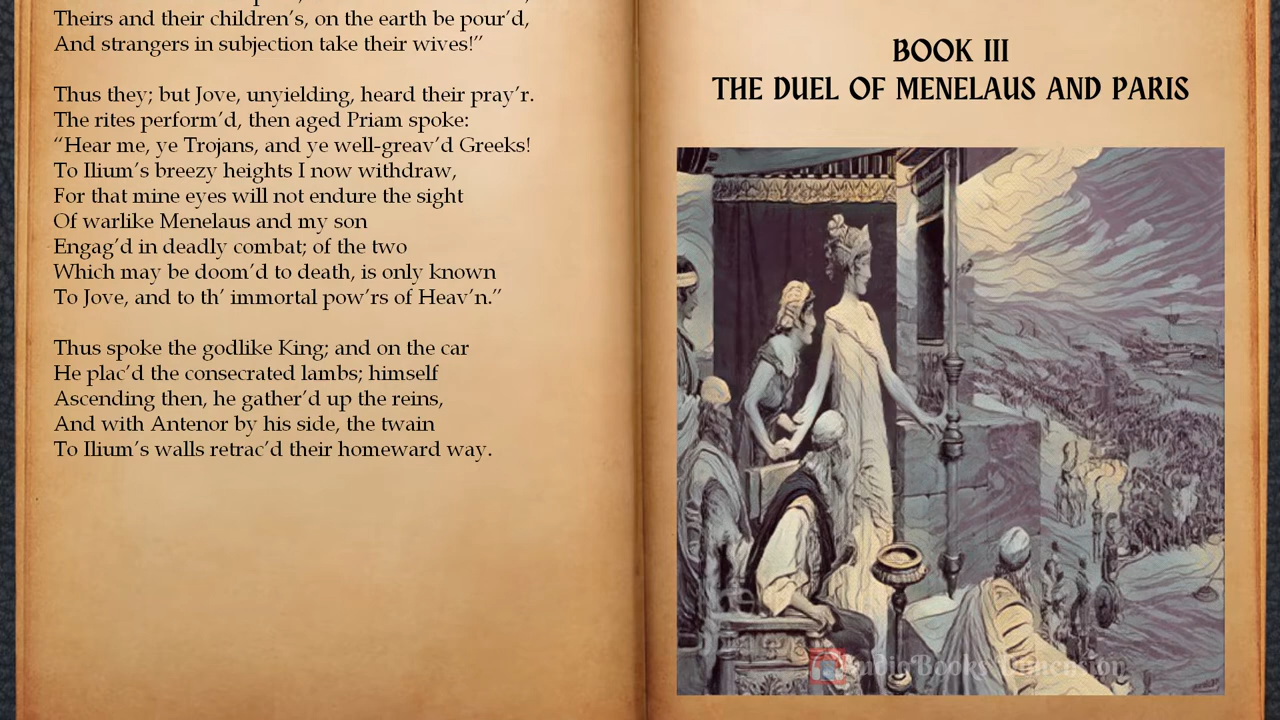 Theirs and their children’s, on the earth be pour’d,
And strangers in subjection take their wives!”
Thus they; but Jove, unyielding, heard their pray’r.
The rites perform’d, then aged Priam spoke:
“Hear me, ye Trojans, and ye well-greav’d Greeks!
To Ilium’s breezy heights I now withdraw,
For that mine eyes will not endure the sight
Of warlike Menelaus and my son
Engag’d in deadly combat; of the two
Which may be doom’d to death, is only known
To Jove, and to th’ immortal pow’rs of Heav’n.”
Thus spoke the godlike King; and on the car
He plac’d the consecrated lambs; himself
Ascending then, he gather’d up the reins,
And with Antenor by his side, the twain
To Ilium’s walls retrac’d their homeward way.
BOOK III
THE DUEL OF MENELAUS AND PARIS
AudioBooks Dimension